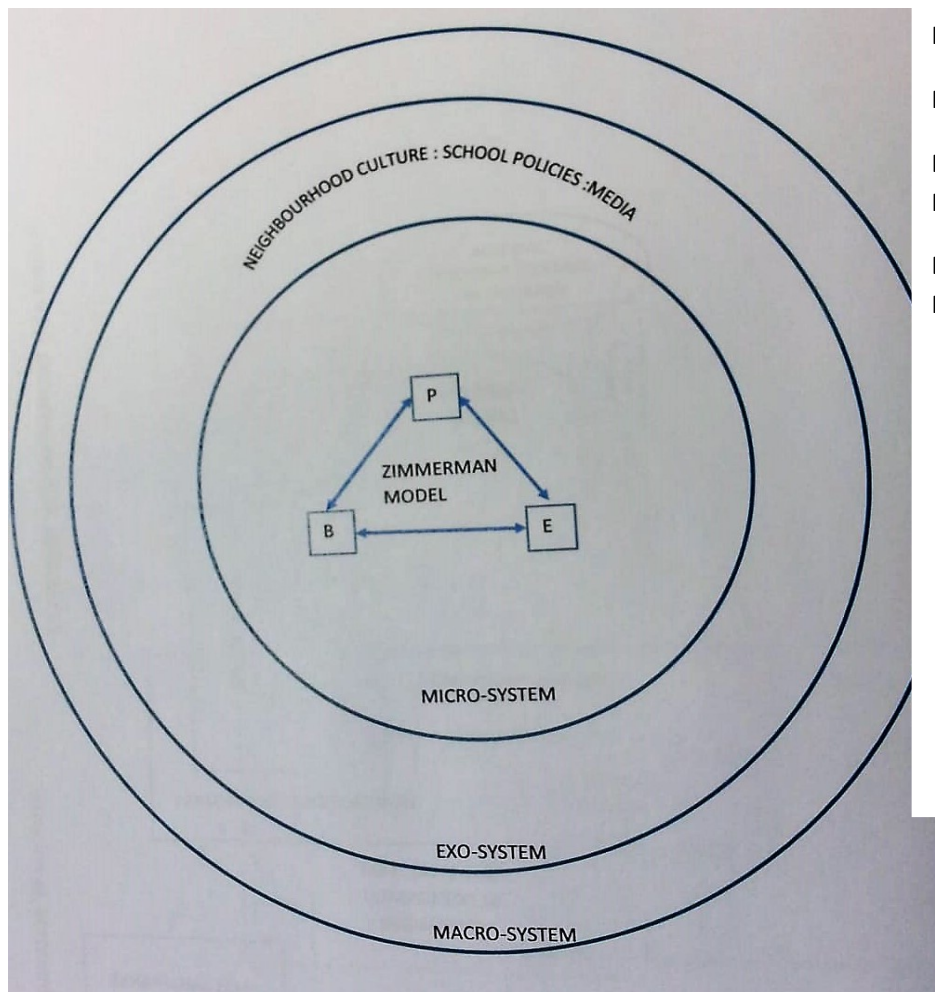 NEIGHBOURHOOD CULTURE : SCHOOL POLICIES :MEDIA
P
ZIMMERMAN
MODEL
B
E
MICRO-SYSTEM
EXO-SYSTEM
MACRO-SYSTEM